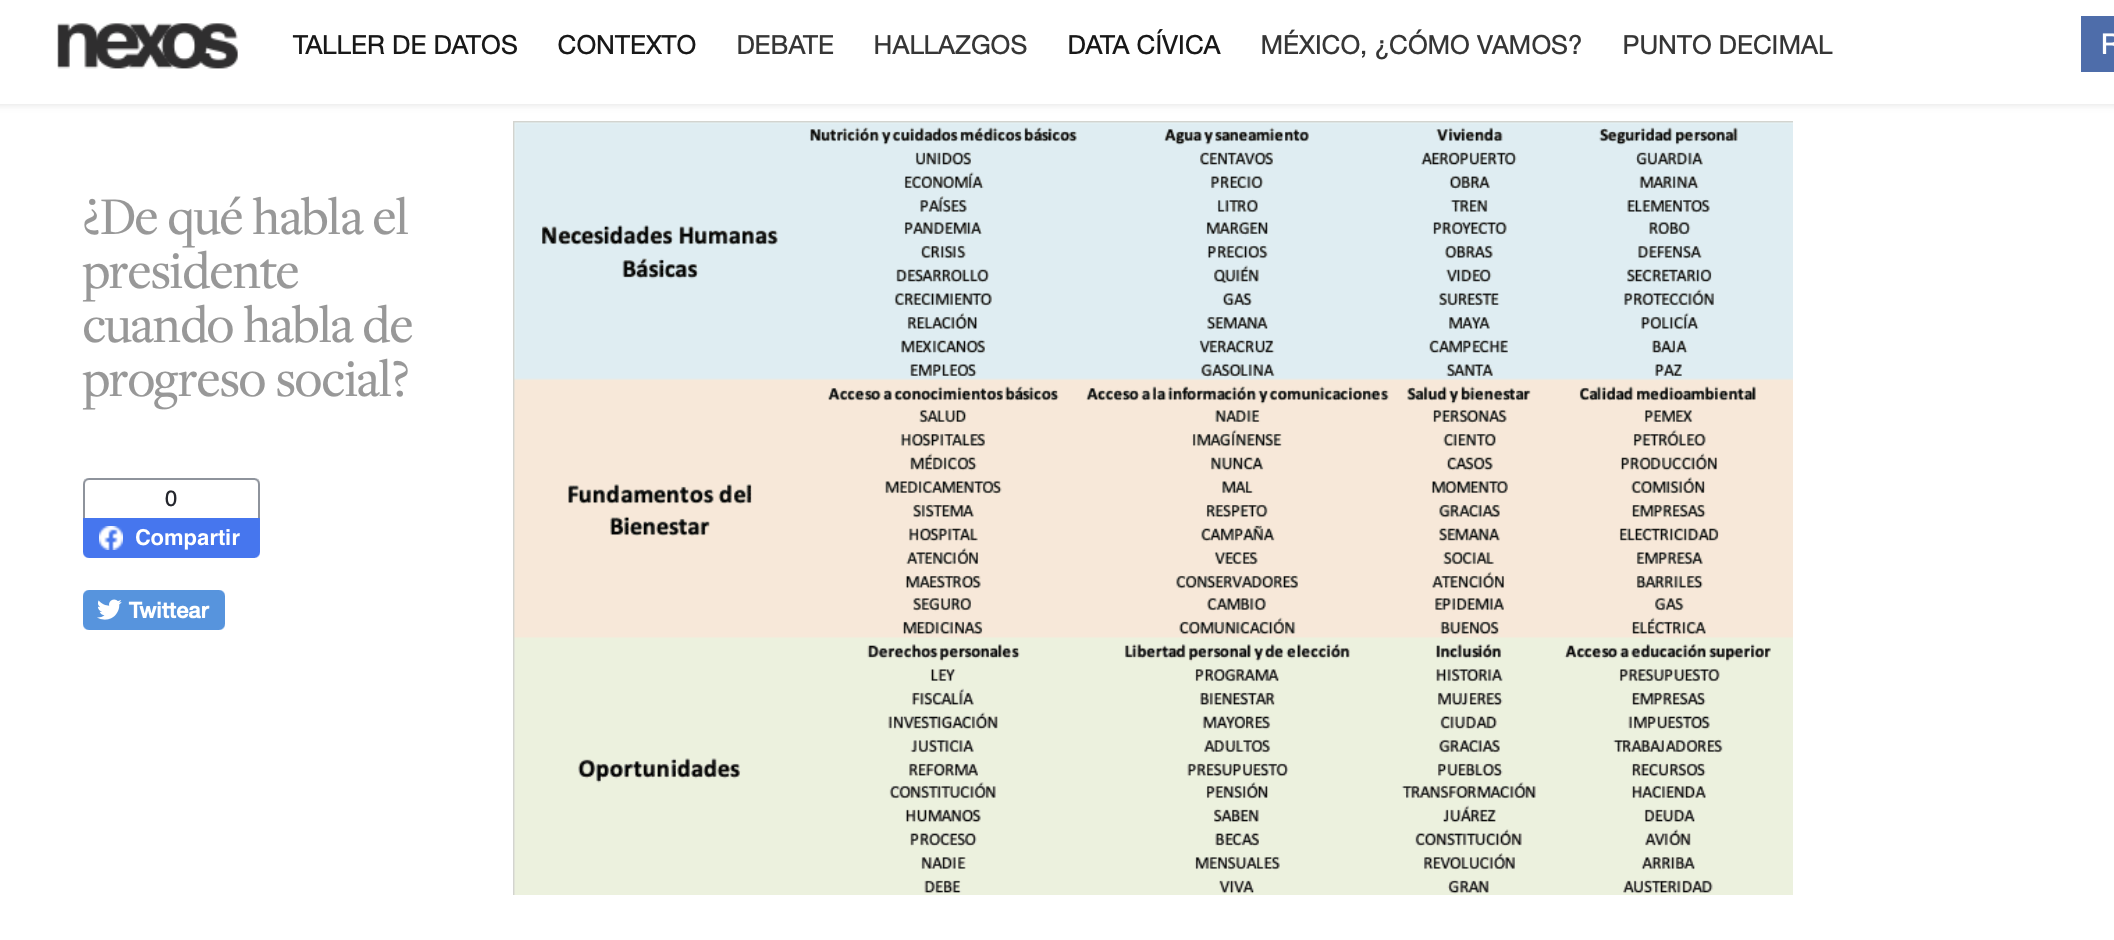 nexos TALLER DE DATOS CONTEXTO DEBATE HALLAZGOS DATA CÍVICA MÉXICO, ¿CÓMO VAMOS? PUNTO DECIMAL
¿De qué habla el
presidente
cuando habla de
progreso social?
0
Compartir
Twittear
Necesidades Humanas
Básicas
Nutrición y cuidados médicos básicos Agua y saneamiento Vivienda Seguridad personal
UNIDOS CENTAVOS AEROPUERTO GUARDIA
ECONOMÍA PRECIO OBRA MARINA
PAÍSES LITRO TREN ELEMENTOS
PANDEMIA MARGEN PROYECTO ROBO
CRISIS PRECIOS OBRAS DEFENSA
DESARROLLO QUIÉN VIDEO SECRETARIO
CRECIMIENTO GAS SURESTE PROTECCIÓN
RELACIÓN SEMANA MAYA POLICÍA
MEXICANOS VERACRUZ CAMPECHE BAJA
EMPLEOS GASOLINA SANTA PAZ
Fundamentos del
Bienestar
Acceso a conocimientos básicos Acceso a la información y comunicaciones Salud y bienestar Calidad medioambiental
SALUD NADIE PERSONAS PEMEX
HOSPITALES IMAGÍNENSE CIENTO PETRÓLEO
MÉDICOS NUNCA CASOS PRODUCCIÓN
MEDICAMENTOS MAL MOMENTO COMISIÓN
SISTEMA RESPETO GRACIAS EMPRESAS
HOSPITAL CAMPAÑA SEMANA ELECTRICIDAD
ATENCIÓN VECES SOCIAL EMPRESA
MAESTROS CONSERVADORES ATENCIÓN BARRILES
SEGURO CAMBIO EPIDEMIA GAS
MEDICINAS COMUNICACIÓN BUENOS ELÉCTRICA
Oportunidades
Derechos personales Libertad personal y de elección Inclusión Acceso a educación superior
LEY PROGRAMA HISTORIA PRESUPUESTO
FISCALÍA BIENESTAR MUJERES EMPRESAS
INVESTIGACIÓN MAYORES CIUDAD IMPUESTOS
JUSTICIA ADULTOS GRACIAS TRABAJADORES
REFORMA PRESUPUESTO PUEBLOS RECURSOS
CONSTITUCIÓN PENSIÓN TRANSFORMACIÓN HACIENDA
HUMANOS SABEN JUÁREZ DEUDA
PROCESO BECAS CONSTITUCIÓN AVIÓN
NADIE MENSUALES REVOLUCIÓN ARRIBA
DEBE VIVA GRAN AUSTERIDAD